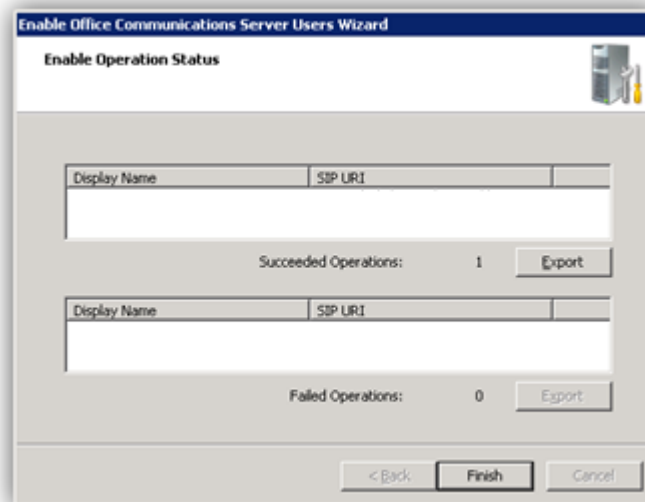 Enable Office Communications Server Users Wizard
Enable Operation Status
Display Name SIP URI
Succeeded Operations: 1 Export
Display Name SIP URI
Failed Operations: 0 Export
< Back Finish Cancel